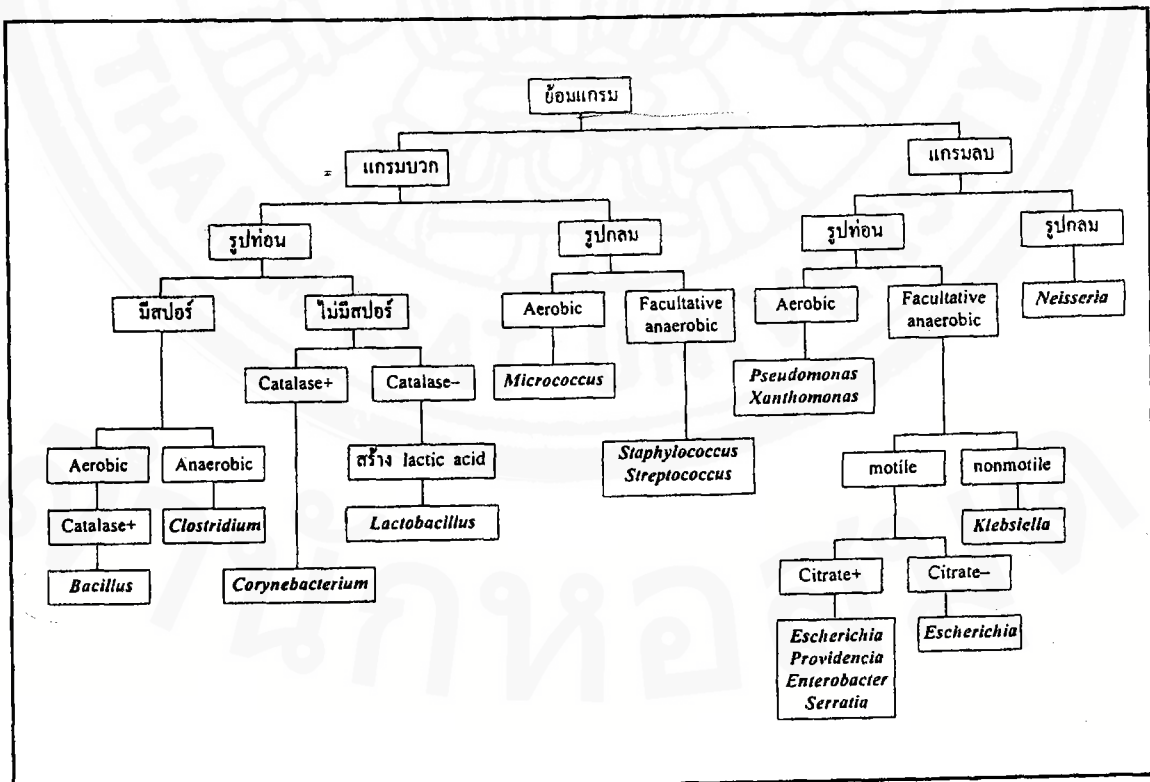 ย้อมแกรม
แกรมบวก
แกรมลบ
รูปท่อน
รูปกลม
รูปท่อน
รูปกลม
มีสปอร์
ไม่มีสปอร์
Aerobic
Facultative
anaerobic
Aerobic
Facultative
anaerobic
Neisseria
Catalase+
Catalase–
Micrococcus
Pseudomonas
Xanthomonas
Aerobic
Anaerobic
สร้าง lactic acid
Staphylococcus
Streptococcus
motile
nonmotile
Catalase+
Clostridium
Lactobacillus
Klebsiella
Bacillus
Corynebacterium
Citrate+
Citrate–
Escherichia
Providencia
Enterobacter
Serratia
Escherichia